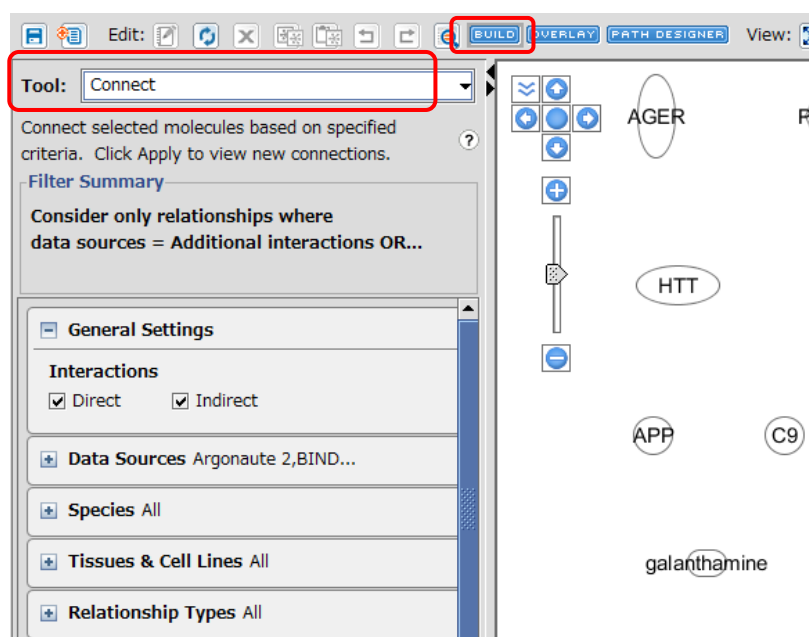 Edit:
BUILD
OVERLAY
PATH DESIGNER
View:
Tool: Connect
Connect selected molecules based on specified
criteria. Click Apply to view new connections.
?
Filter Summary
Consider only relationships where
data sources = Additional interactions OR...
General Settings
Interactions
Direct Indirect
Data Sources Argonaute 2,BIND...
Species All
Tissues & Cell Lines All
Relationship Types All
AGER
HTT
APP
C9
galanthamine